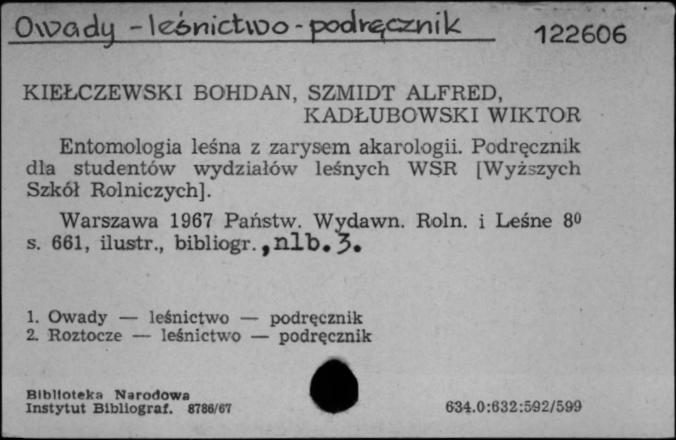 Owady - leśnictwo - podręcznik
122606
KIEŁCZEWSKI BOHDAN, SZMIDT ALFRED,
KADŁUBOWSKI WIKTOR
Entomologia leśna z zarysem akarologii. Podręcznik
dla studentów wydziałów leśnych WSR [Wyższych
Szkół Rolniczych].
Warszawa 1967 Państw. Wydawn. Roln. i Leśne 8⁰
s. 661, ilustr., bibliogr., nlb. 3.
1. Owady — leśnictwo — podręcznik
2. Roztocze — leśnictwo — podręcznik
Biblioteka Narodowa
Instytut Bibliograf. 8786/67
634.0:632:592/599